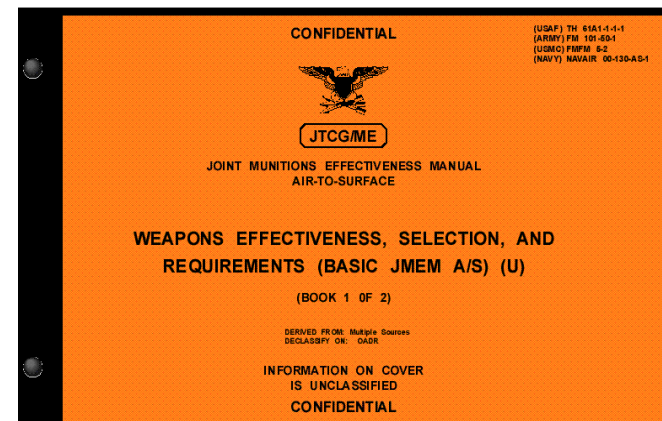 CONFIDENTIAL
(USAF) TH 61A1-1-1-1
(ARMY) FM 101-50-1
(USMC) FMFM 5-2
(NAVY) NAVAIR 00-130-AS-1
JTCG/ME
JOINT MUNITIONS EFFECTIVENESS MANUAL
AIR-TO-SURFACE
WEAPONS EFFECTIVENESS, SELECTION, AND
REQUIREMENTS (BASIC JMEM A/S) (U)
(BOOK 1 0F 2)
DERIVED FROM: Multiple Sources
DECLASSIFY ON: OADR
INFORMATION ON COVER
IS UNCLASSIFIED
CONFIDENTIAL